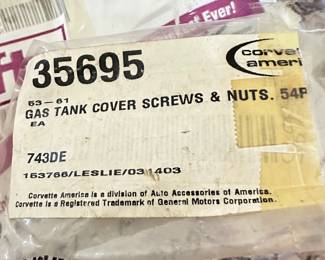 Ever!
ft
35695
corvet
ameri
53-61
GAS TANK COVER SCREWS & NUTS. 54P
EA
743DE
153766/LESLIE/031403
Corvette America is a division of Auto Accessories of America.
Corvette is a Registered Trademark of General Motors Corporation.